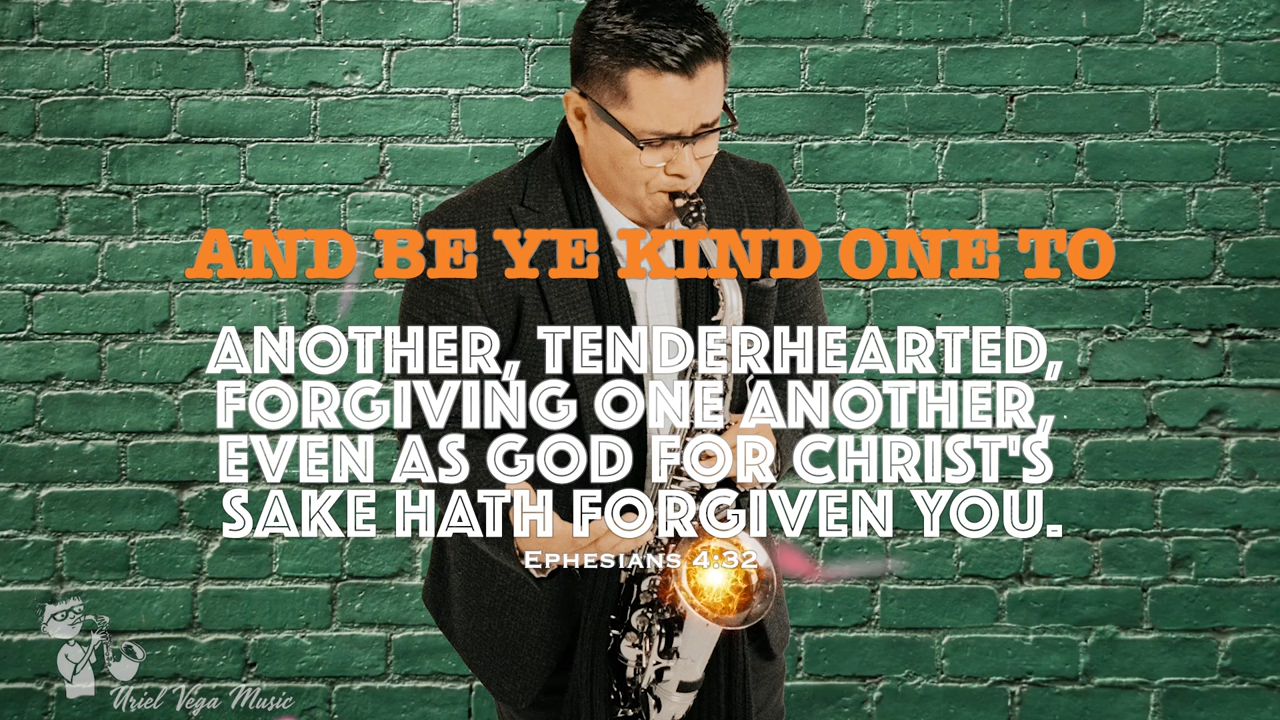 AND BE YE KIND ONE TO
ANOTHER, TENDERHEARTED,
FORGIVING ONE ANOTHER,
EVEN AS GOD FOR CHRIST'S
SAKE HATH FORGIVEN YOU.
EPHESIANS 4:32
Uriel Vega Music